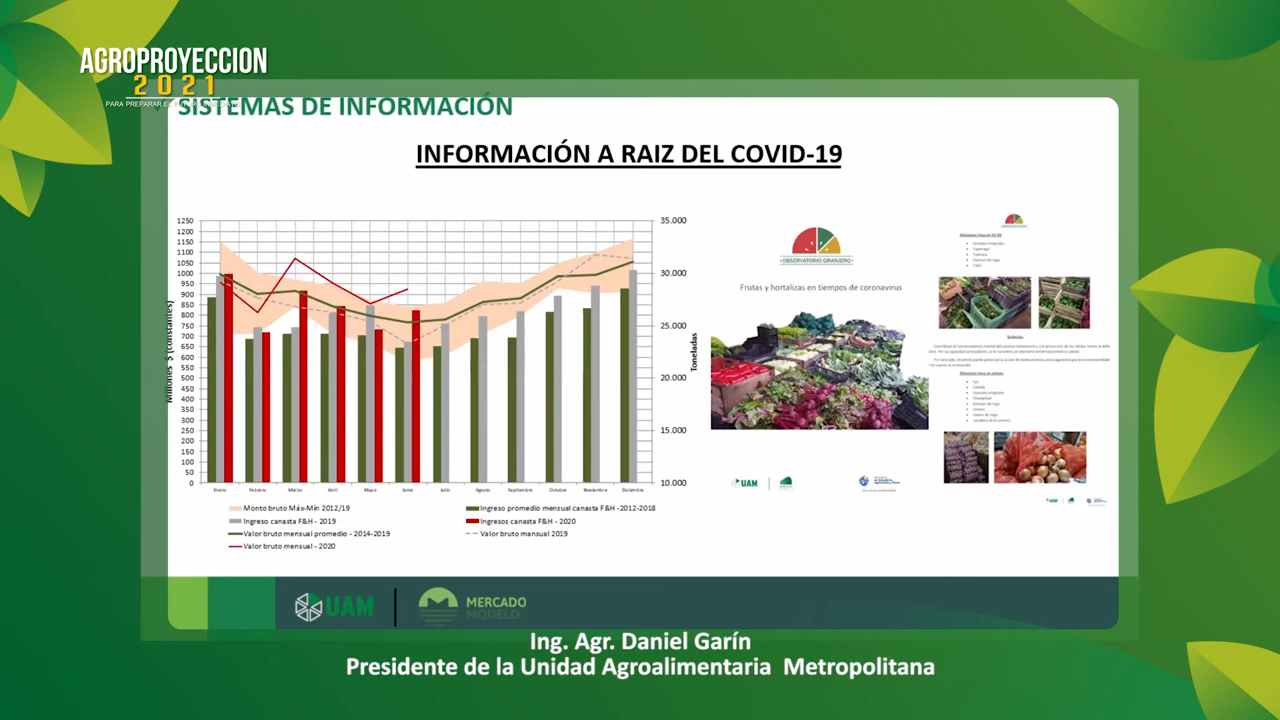 AGROPROYECCION
2021
SISTEMAS DE INFORMACIÓN
INFORMACIÓN A RAIZ DEL COVID-19
1250
1200
1150
1100
1050
1000
950
900
850
800
750
700
650
600
550
500
450
400
350
300
250
200
150
100
50
0
Millones $ (constantes)
35.000
30.000
25.000
20.000
15.000
10.000
Toneladas
Enero Febrero Marzo Abril Mayo Junio Julio Agosto Septiembre Octubre Noviembre Diciembre
Monto bruto Máx-Mín 2012/19
Ingreso promedio mensual canasta F&H -2012-2018
Ingreso canasta F&H - 2019
Ingresos canasta F&H - 2020
Valor bruto mensual promedio - 2014-2019
Valor bruto mansual 2019
Valor bruto mensual - 2020
•OBSERVATORIO GRANJERO•
Frutas y hortalizas en tiempos de coronavirus
UAM
Selenio.
UAM
MERCADO
MODELO
Ing. Agr. Daniel Garín
Presidente de la Unidad Agroalimentaria Metropolitana